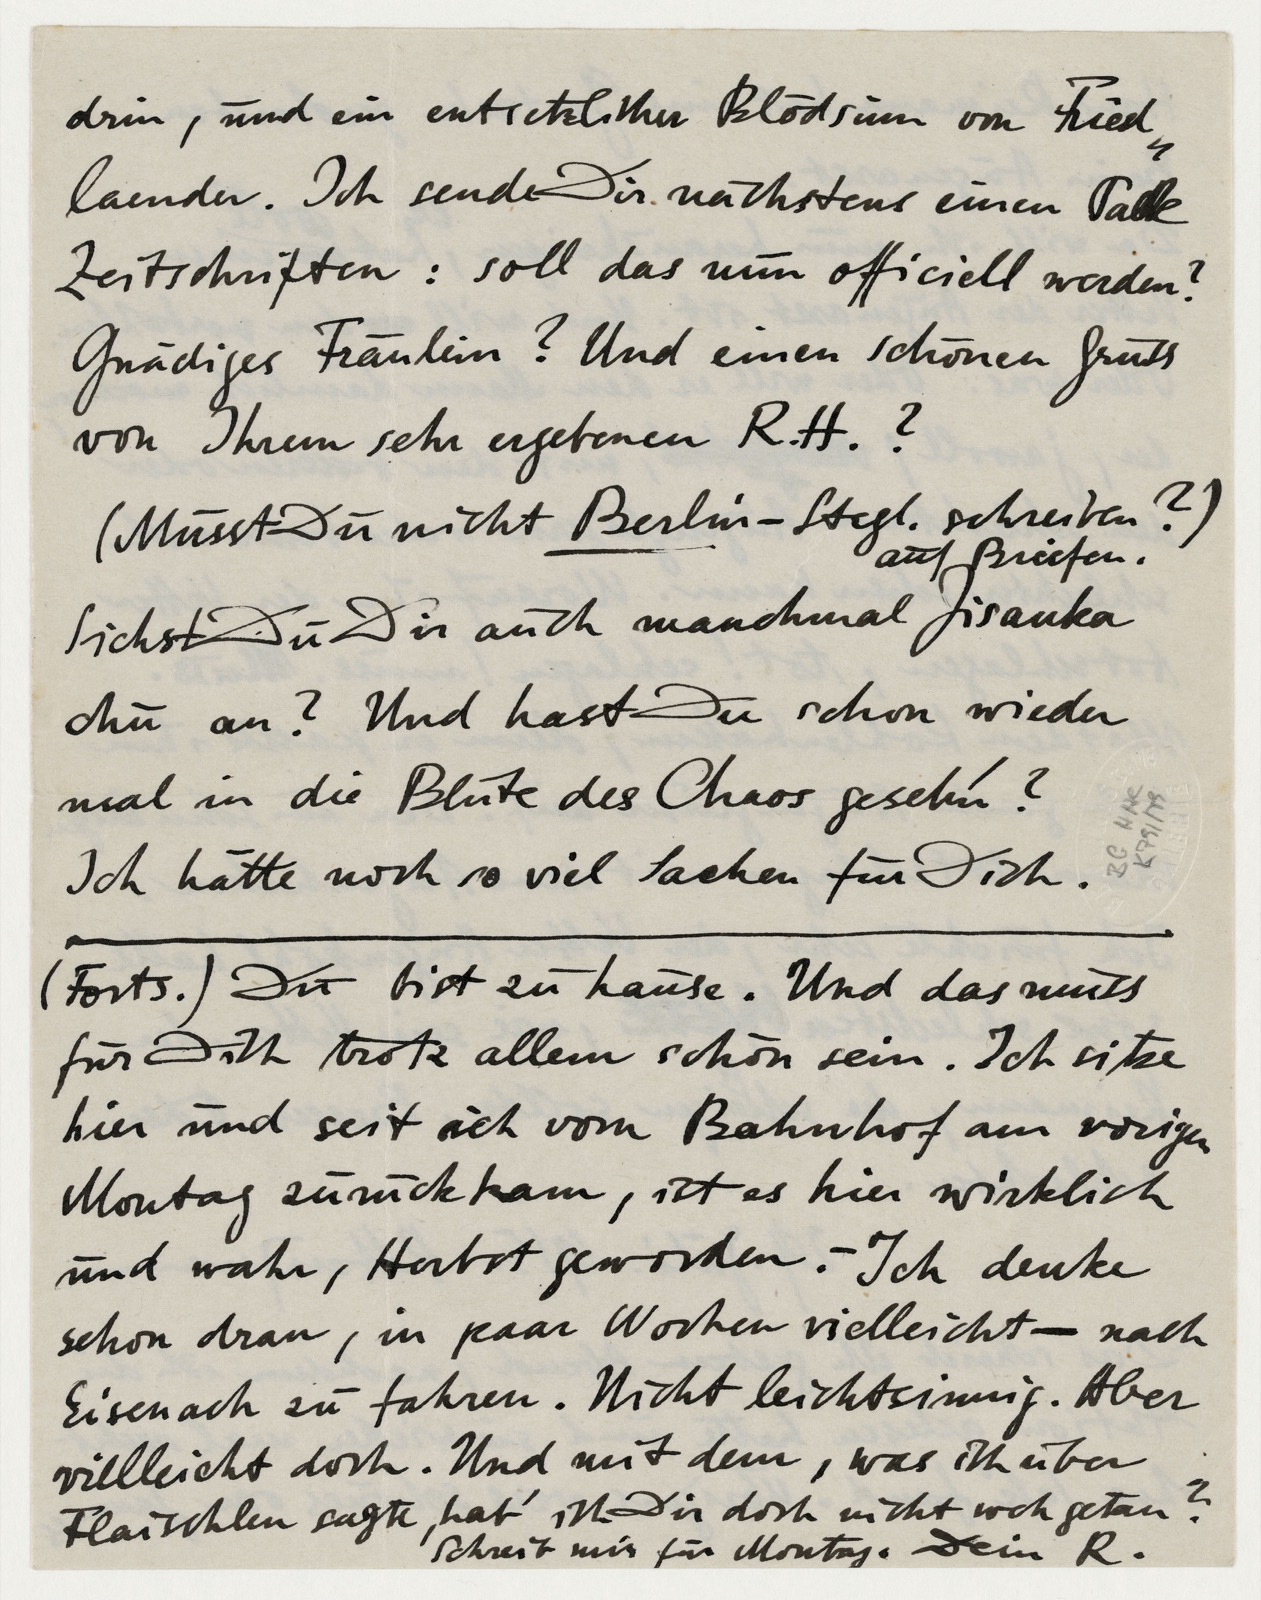 drin, und ein entsetzlicher Blödsinn von Fried„
laender. Ich sende Dir nächstens einen Pack
Zeitschriften: soll das nun officiell werden?
Gnädiges Fräulein? Und einen schönen Gruss
von Ihrem sehr ergebenen R.H.?
(Musst Du nicht Berlin-Stegl. schreiben?)
auf Briefen.
Siehst Du Dir auch manchmal Jisanka
chu an? Und hast Du schon wieder
mal in die Blüte des Chaos geseh'n?
Ich hätte noch so viel Sachen für Dich.
(Forts.) Du bist zu hause. Und das muss
für Dich trotz allem schön sein. Ich sitze
hier und seit ich vom Bahnhof am vorigen
Montag zurückkam, ist es hier wirklich
und wahr, Herbst geworden. – Ich denke
schon dran, in paar Wochen vielleicht – nach
Eisenach zu fahren. Nicht leichtsinnig. Aber
vielleicht doch. Und mit dem, was ich über
Flaischlen sagte, hab' ich Dir doch nicht weh getan?
Schreib mir für Montag. Dein R.
BG HHE
K 791/79